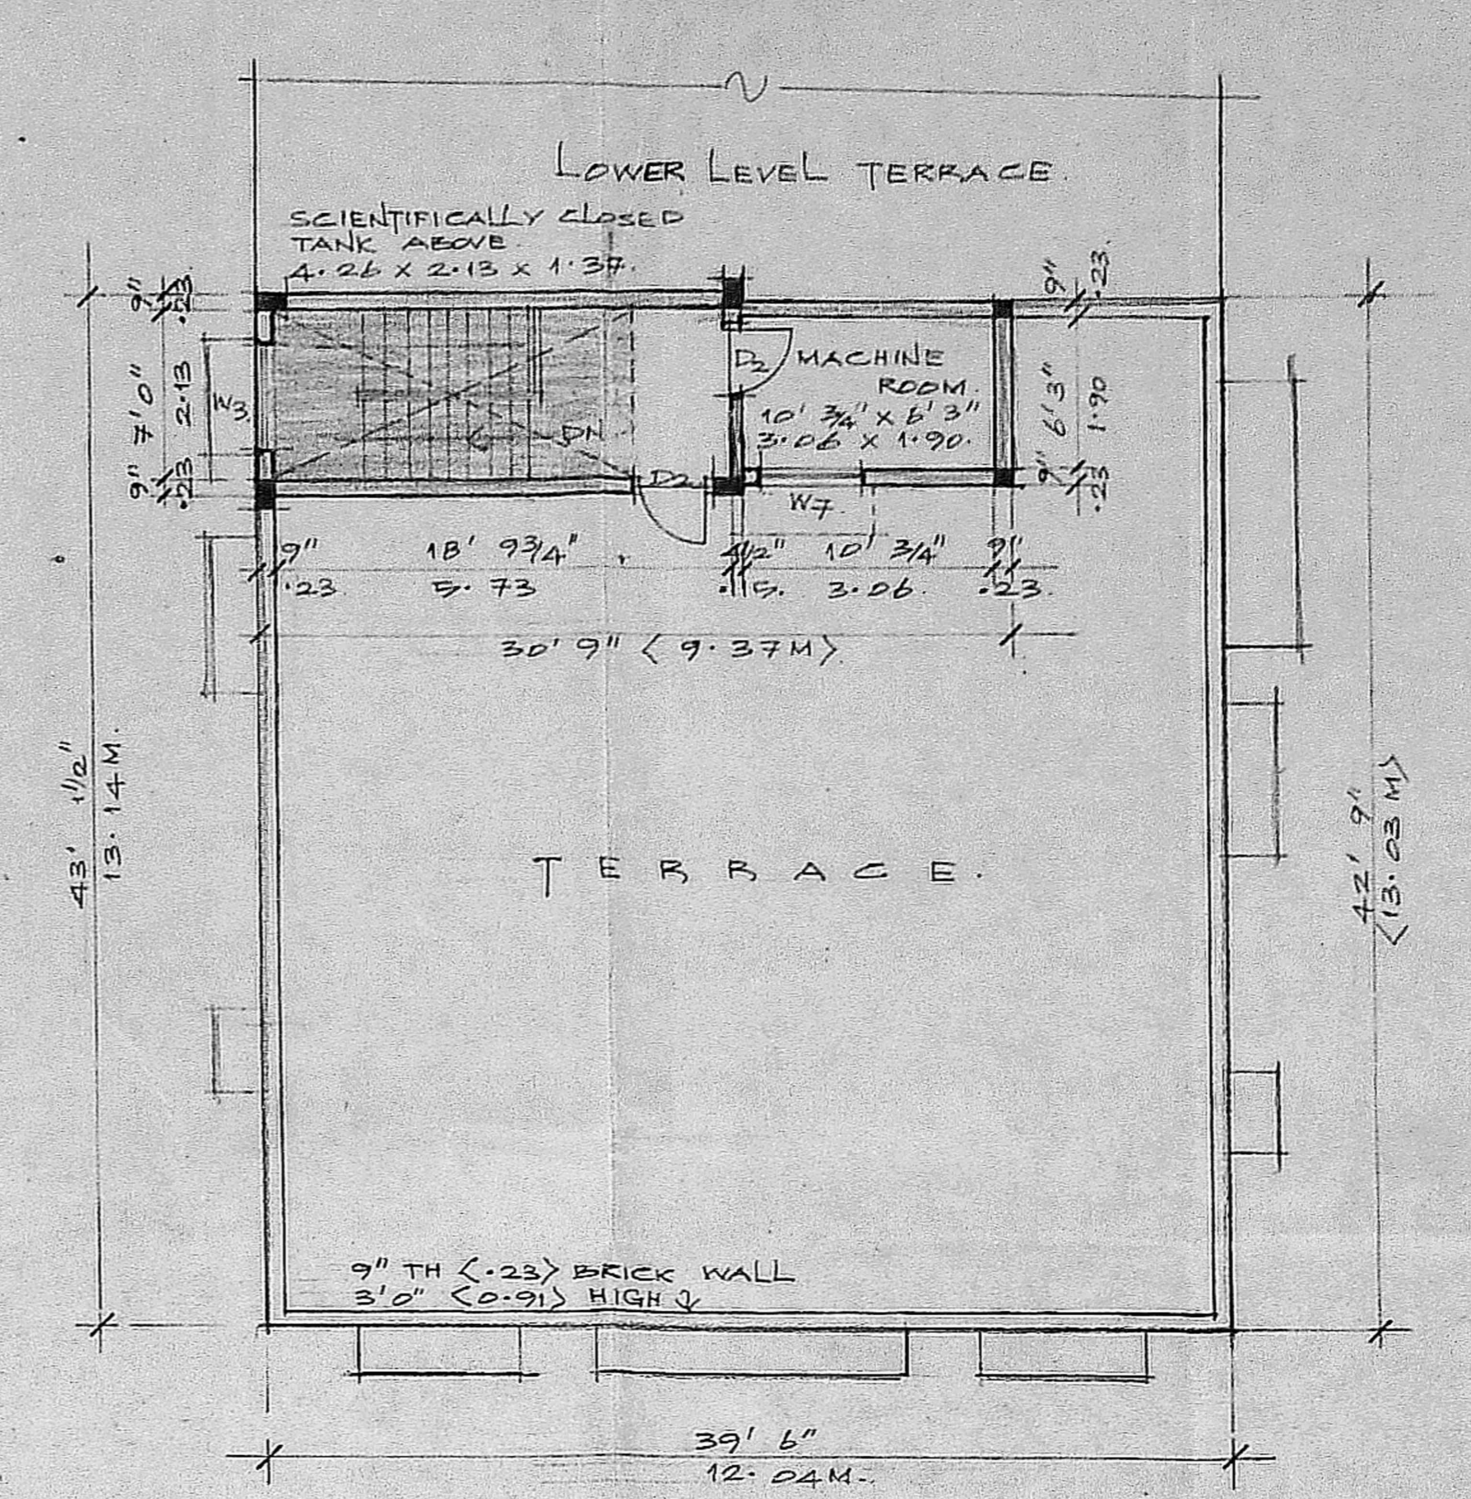 LOWER LEVEL TERRACE.
SCIENTIFICALLY CLOSED
TANK ABOVE.
4.26 x 2.13 x 1.37.
9"
.23
7'0"
2.13
9"
.23
W3
DN
D2
D2
MACHINE
ROOM.
10' 3/4" x 6' 3"
3.06 x 1.90.
W7
9"
.23
6' 3"
1.90
9"
.23
9" 18' 9 3/4" 4 1/2" 10' 3/4" 9"
.23 5.73 .115. 3.06. .23.
30' 9" (9.37M)
43' 1 1/2"
13.14M.
42' 9"
(13.03M)
TERRACE.
9" TH (.23) BRICK WALL
3'0" (0.91) HIGH
39' 6"
12.04M.